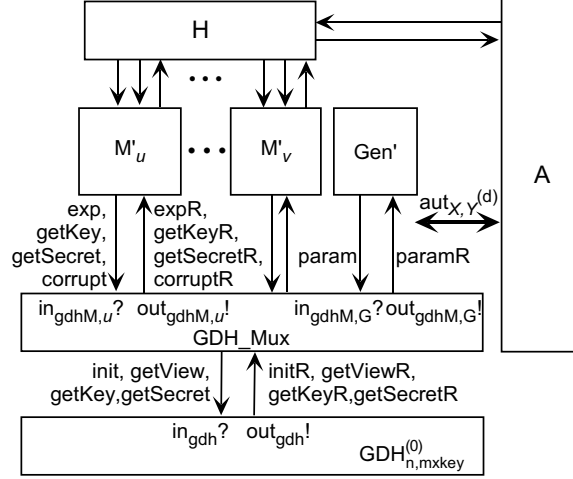 H
...
M'u ... M'v Gen' A
autX,Y(d)
exp, expR,
getKey, getKeyR,
getSecret, getSecretR, param paramR
corrupt corruptR
ingdhM,u? outgdhM,u! ingdhM,G? outgdhM,G!
GDH_Mux
init, getView, initR, getViewR,
getKey,getSecret getKeyR,getSecretR
ingdh? outgdh!
GDH(0)n,mxkey